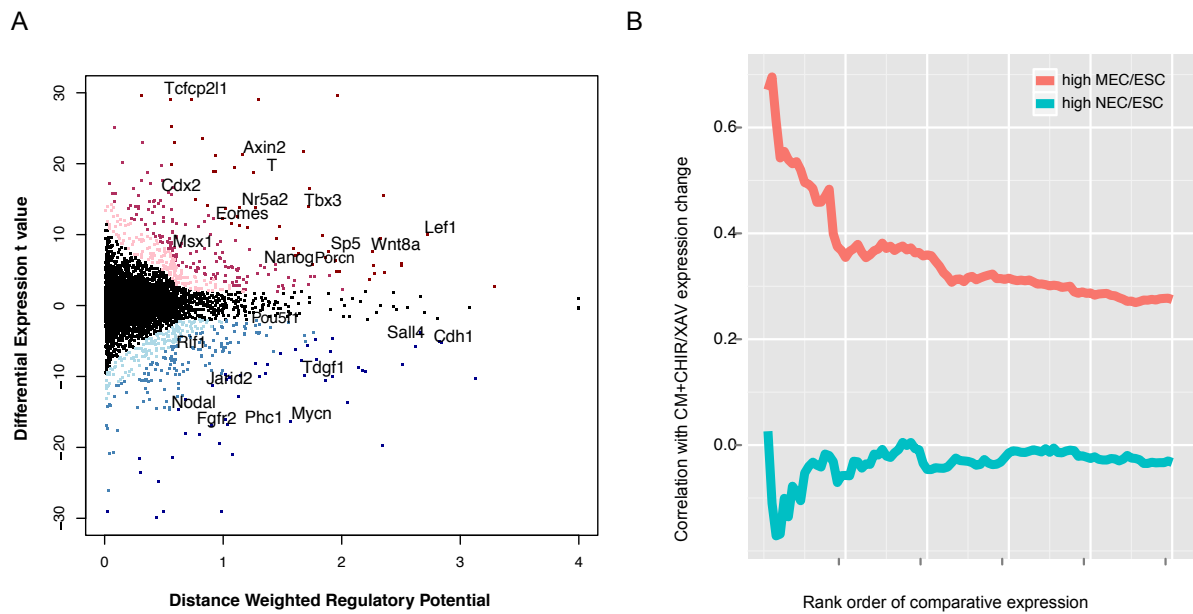 A
B
30
20
10
0
−10
−20
−30
0
1
2
3
4
Differential Expression t value
Distance Weighted Regulatory Potential
Tcfcp2l1
Axin2
T
Cdx2
Nr5a2
Tbx3
Eomes
Lef1
Msx1
Sp5
Wnt8a
Nanog
Porcn
Pou5f1
Sall4
Cdh1
Rif1
Tdgf1
Jarid2
Nodal
Fgfr2
Phc1
Mycn
high MEC/ESC
high NEC/ESC
0.6
0.4
0.2
0.0
Correlation with CM+CHIR/XAV expression change
Rank order of comparative expression